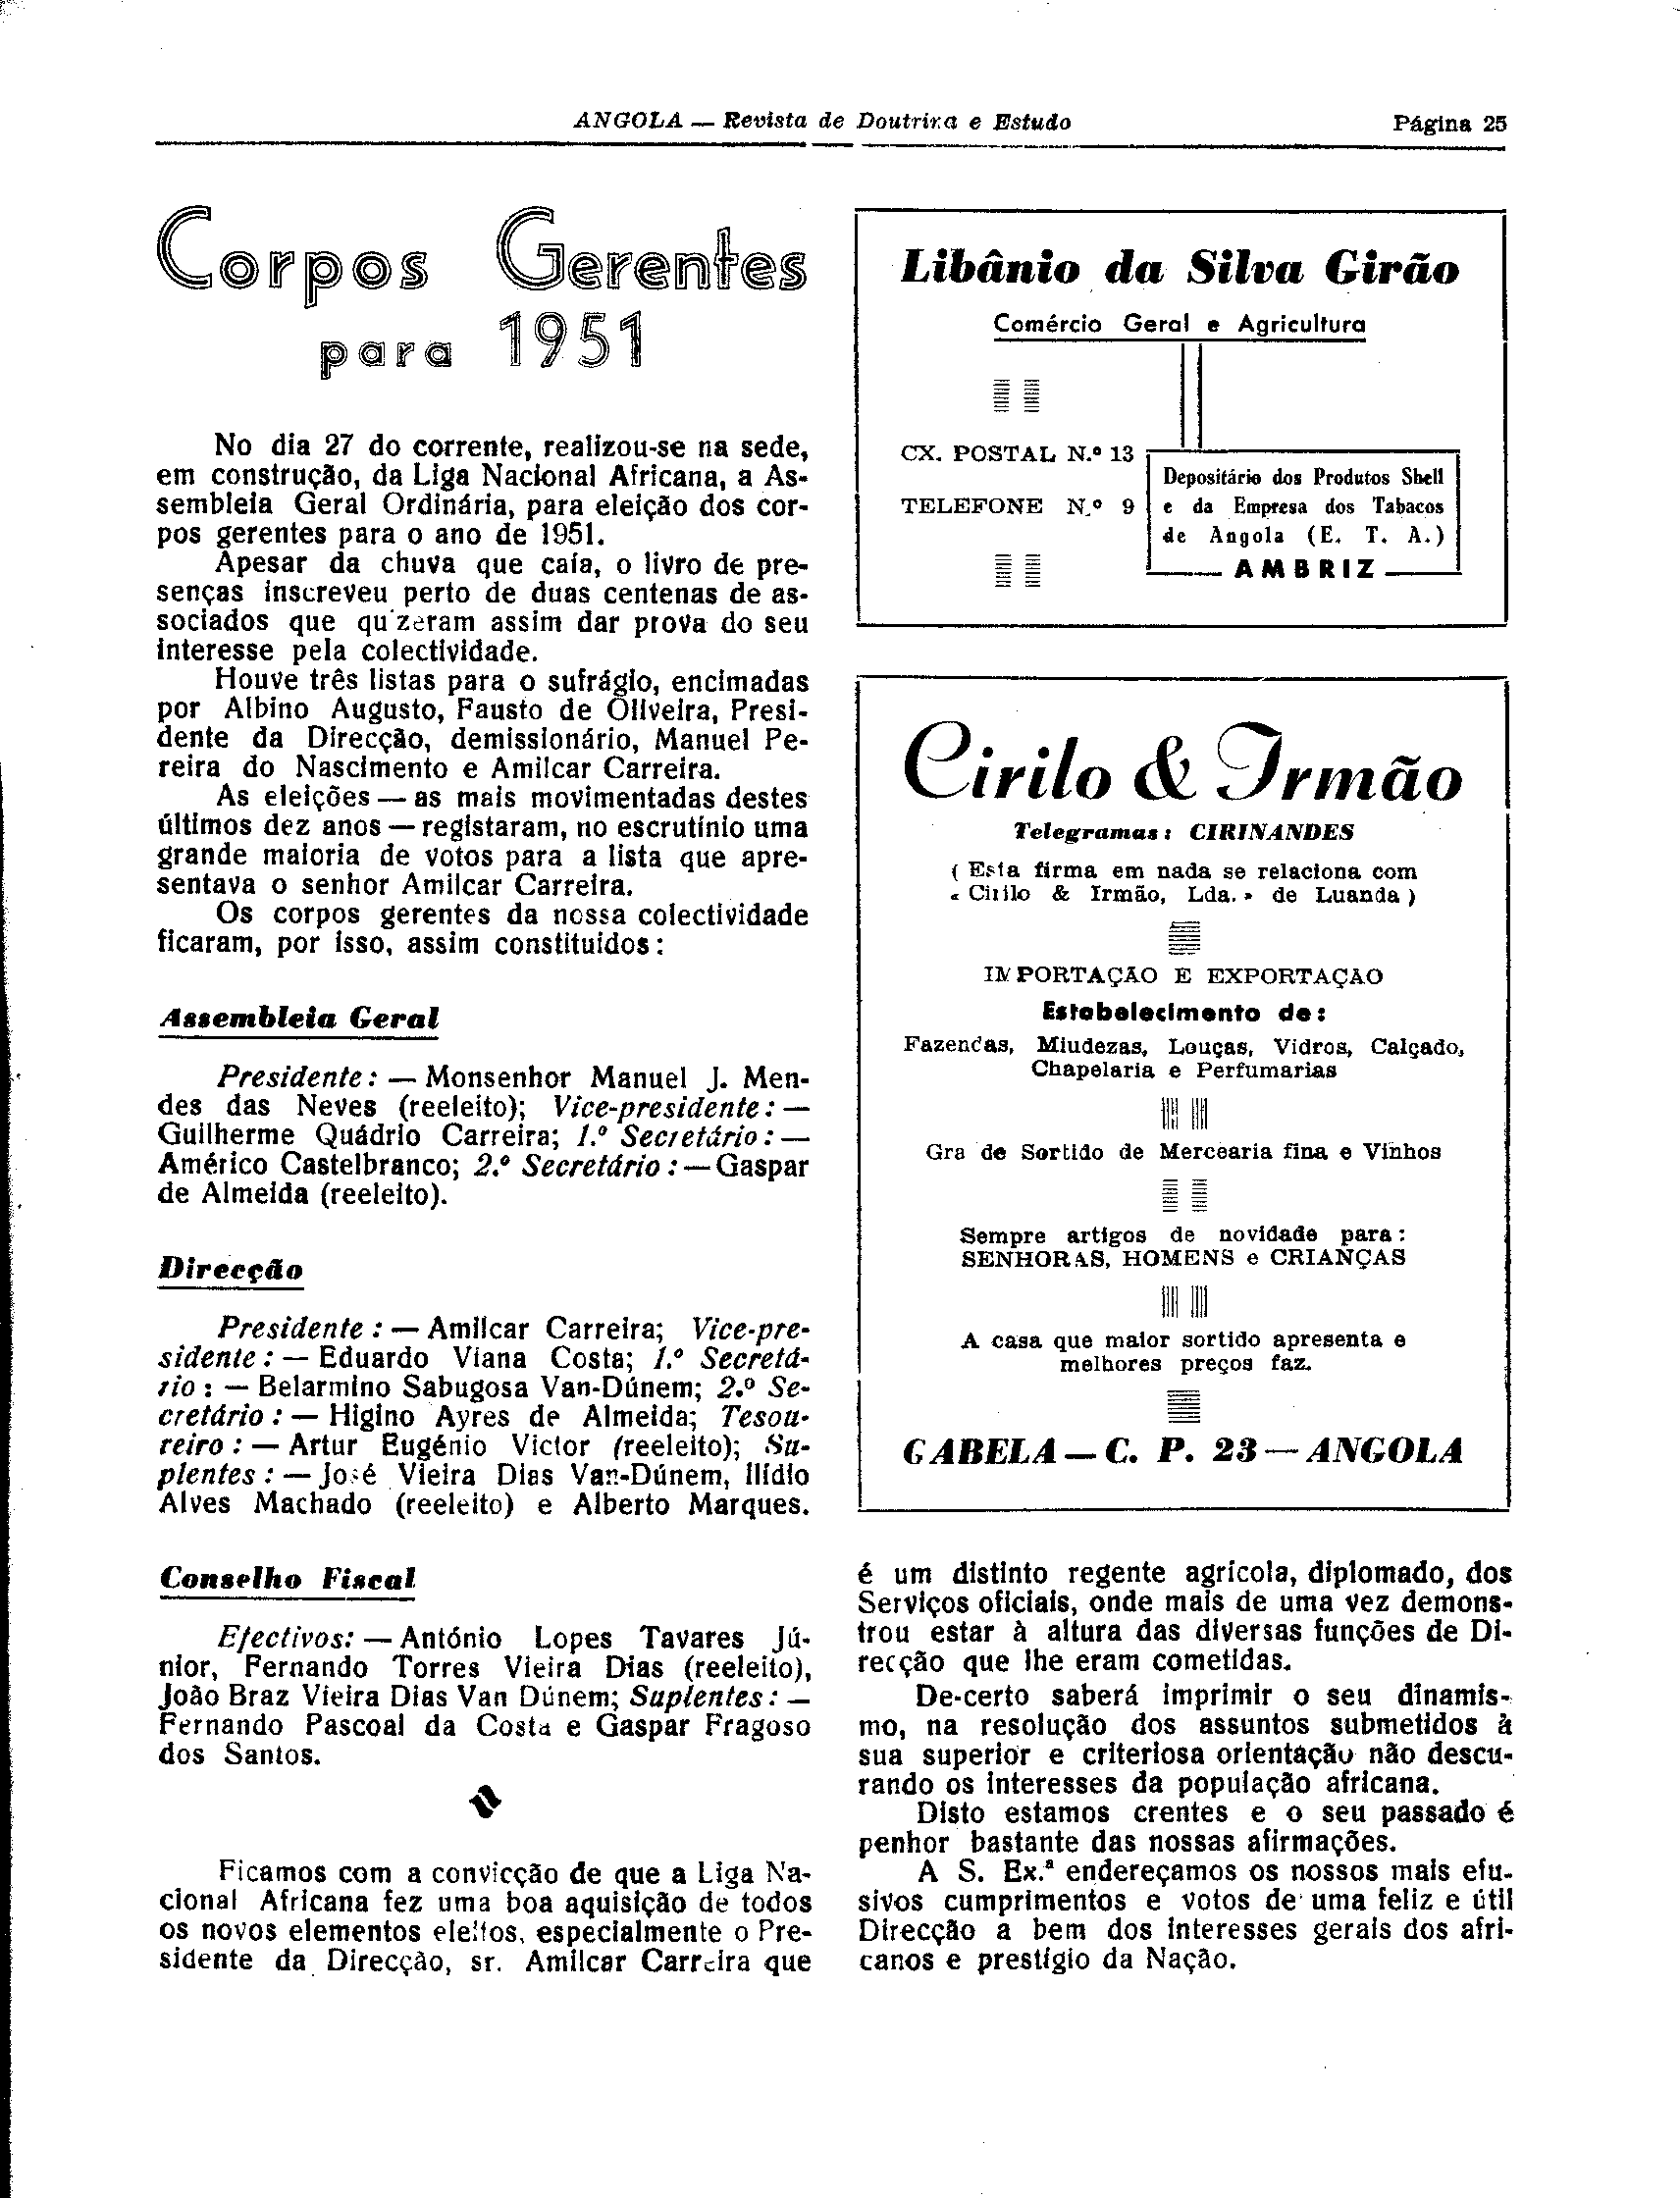 ANGOLA — Revista de Doutrina e Estudo
Página 25
Corpos Gerentes
para 1951
No dia 27 do corrente, realizou-se na sede,
em construção, da Liga Nacional Africana, a As-
sembleia Geral Ordinária, para eleição dos cor-
pos gerentes para o ano de 1951.
Apesar da chuva que caía, o livro de pre-
senças inscreveu perto de duas centenas de as-
sociados que quizeram assim dar prova do seu
interesse pela colectividade.
Houve três listas para o sufrágio, encimadas
por Albino Augusto, Fausto de Oliveira, Presi-
dente da Direcção, demissionário, Manuel Pe-
reira do Nascimento e Amilcar Carreira.
As eleições — as mais movimentadas destes
últimos dez anos — registaram, no escrutínio uma
grande maioria de votos para a lista que apre-
sentava o senhor Amilcar Carreira.
Os corpos gerentes da nossa colectividade
ficaram, por isso, assim constituidos:
Assembleia Geral
Presidente: — Monsenhor Manuel J. Men-
des das Neves (reeleito); Vice-presidente: —
Guilherme Quádrio Carreira; 1.º Secretário: —
Américo Castelbranco; 2.º Secretário: — Gaspar
de Almeida (reeleito).
Direcção
Presidente: — Amilcar Carreira; Vice-pre-
sidente: — Eduardo Viana Costa; 1.º Secretá-
rio: — Belarmino Sabugosa Van-Dúnem; 2.º Se-
cretário: — Higino Ayres de Almeida; Tesou-
reiro: — Artur Eugénio Victor (reeleito); Su-
plentes: — José Vieira Dias Van-Dúnem, Ilídio
Alves Machado (reeleito) e Alberto Marques.
Conselho Fiscal
Efectivos: — António Lopes Tavares Jú-
nior, Fernando Torres Vieira Dias (reeleito),
João Braz Vieira Dias Van Dúnem; Suplentes: —
Fernando Pascoal da Costa e Gaspar Fragoso
dos Santos.
Ficamos com a convicção de que a Liga Na-
cional Africana fez uma boa aquisição de todos
os novos elementos eleitos, especialmente o Pre-
sidente da Direcção, sr. Amilcar Carreira que
Libânio da Silva Girão
Comércio Geral e Agricultura
CX. POSTAL N.º 13
TELEFONE N.º 9
Depositário dos Produtos Shell
e da Empresa dos Tabacos
de Angola (E. T. A.)
AMBRIZ
Cirilo & Irmão
Telegramas: CIRINANDES
(Esta firma em nada se relaciona com
«Cirilo & Irmão, Lda.» de Luanda)
IMPORTAÇÃO E EXPORTAÇÃO
Estabelecimento de:
Fazendas, Miudezas, Louças, Vidros, Calçado,
Chapelaria e Perfumarias
Gra de Sortido de Mercearia fina e Vinhos
Sempre artigos de novidade para:
SENHORAS, HOMENS e CRIANÇAS
A casa que maior sortido apresenta e
melhores preços faz.
GABELA — C. P. 23 — ANGOLA
é um distinto regente agrícola, diplomado, dos
Serviços oficiais, onde mais de uma vez demons-
trou estar à altura das diversas funções de Di-
recção que lhe eram cometidas.
De-certo saberá imprimir o seu dinamis-
mo, na resolução dos assuntos submetidos à
sua superior e criteriosa orientação não descu-
rando os interesses da população africana.
Disto estamos crentes e o seu passado é
penhor bastante das nossas afirmações.
A S. Ex.ª endereçamos os nossos mais efu-
sivos cumprimentos e votos de uma feliz e útil
Direcção a bem dos interesses gerais dos afri-
canos e prestígio da Nação.